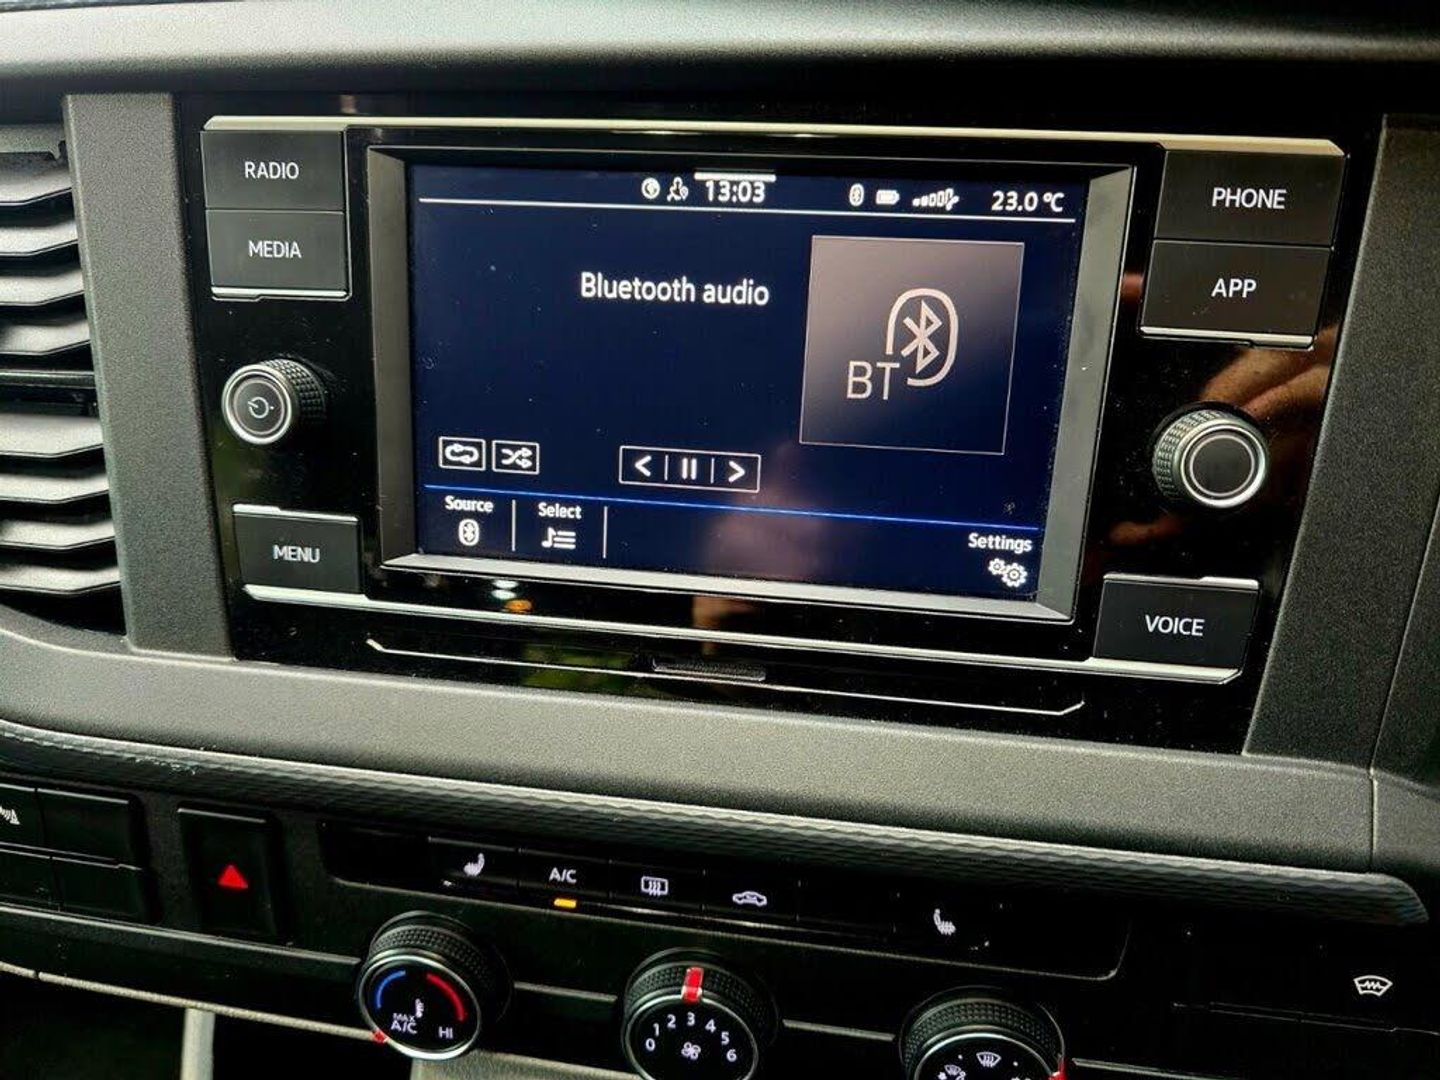 RADIO
MEDIA
MENU
13:03
23.0 °C
Bluetooth audio
BT
Source
Select
Settings
PHONE
APP
VOICE
A/C
MAX
A/C
HI
0 1 2 3 4 5 6